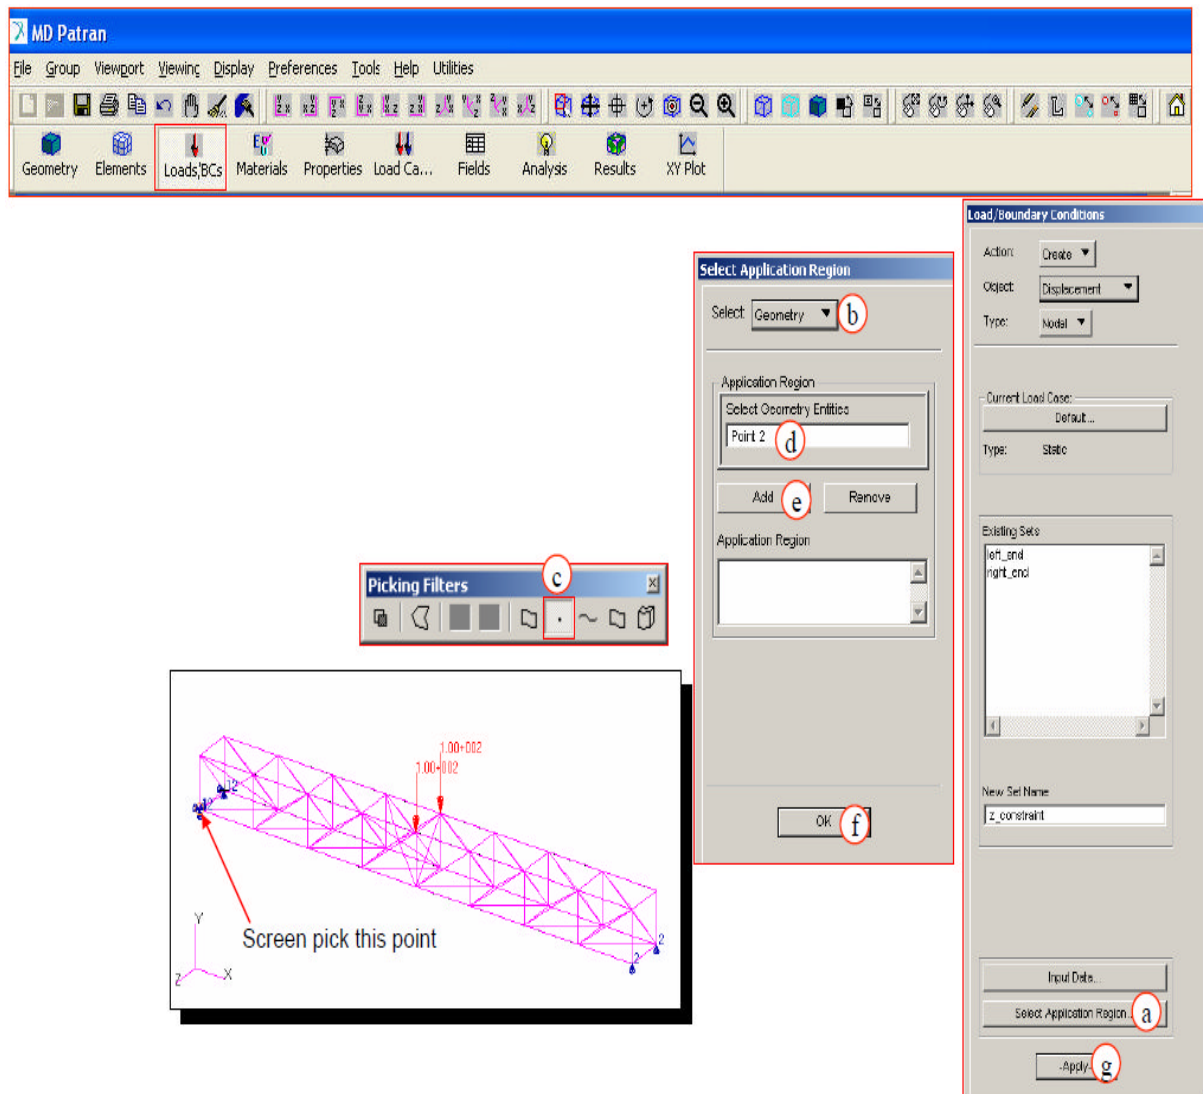 MD Patran
File Group Viewport Viewing Display Preferences Tools Help Utilities
Geometry Elements Loads/BCs Materials Properties Load Ca... Fields Analysis Results XY Plot
Load/Boundary Conditions
Action: Create
Object: Displacement
Type: Nodal
Current Load Case:
Default...
Type: Static
Existing Sets
left_end
right_end
New Set Name
z_constraint
Input Data...
Select Application Region... a
-Apply- g
Select Application Region
Select: Geometry b
Application Region
Select Geometry Entities
Point 2 d
Add e Remove
Application Region
OK f
Picking Filters c
1.00+002
1.00+002
12
12
2
2
Y
Z X
Screen pick this point